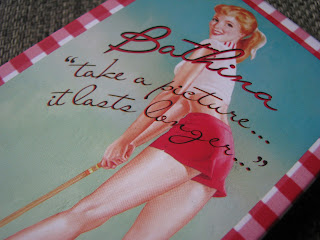 Bathina
"take a picture...
it lasts longer..."